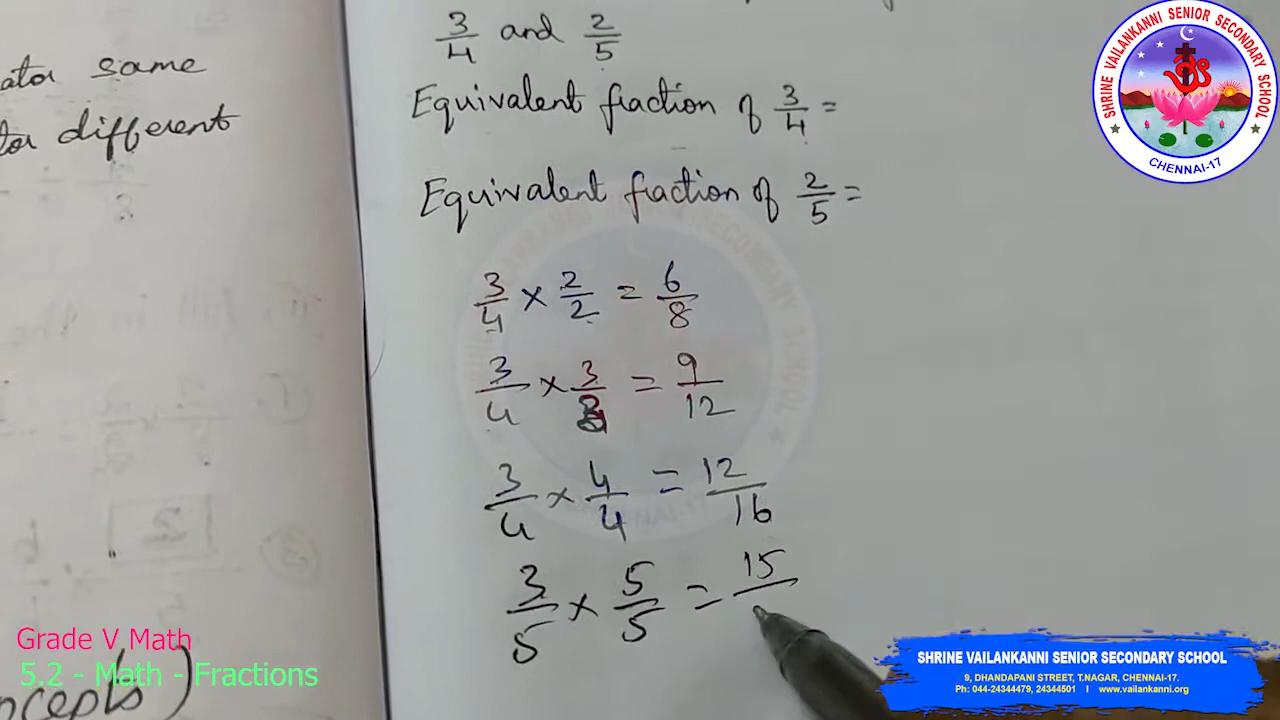 ator same
tor different
3/4 and 2/5
Equivalent fraction of 3/4 =
Equivalent fraction of 2/5 =
3/4 × 2/2 = 6/8
3/4 × 3/3 = 9/12
3/4 × 4/4 = 12/16
3/5 × 5/5 = 15/
ncepts)
Grade V Math
5.2 - Math - Fractions
SHRINE VAILANKANNI SENIOR SECONDARY SCHOOL
CHENNAI-17
SHRINE VAILANKANNI SENIOR SECONDARY SCHOOL
9, DHANDAPANI STREET, T.NAGAR, CHENNAI-17.
Ph: 044-24344479, 24344501 I www.vailankanni.org